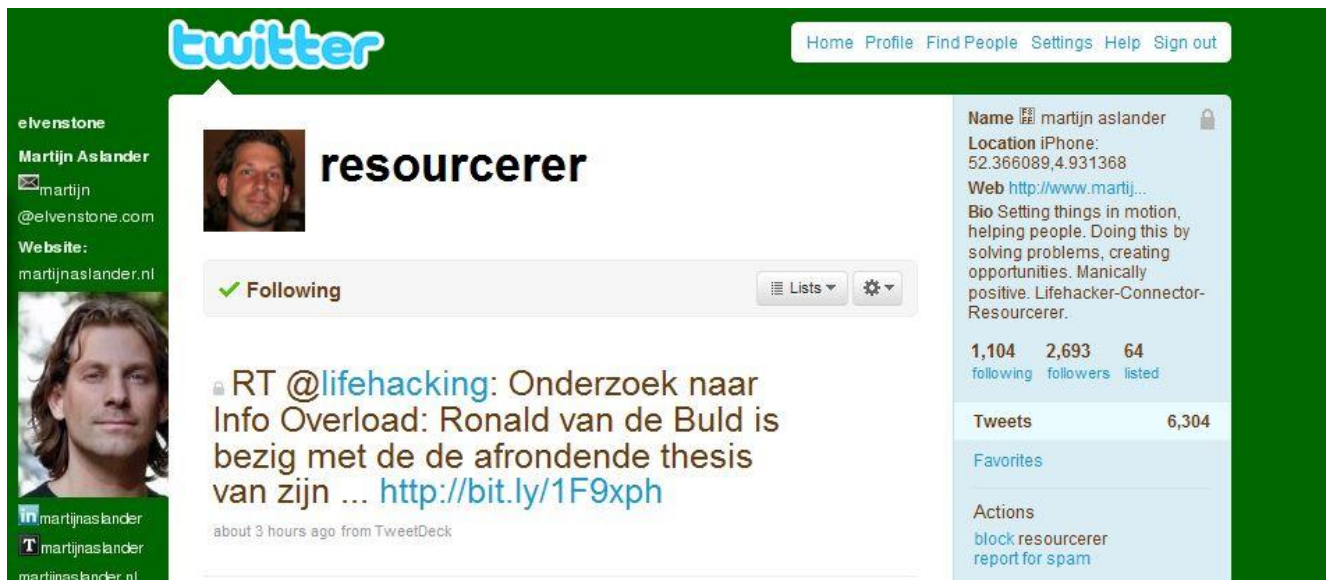 twitter
Home Profile Find People Settings Help Sign out
elvenstone
Martijn Aslander
martijn
@elvenstone.com
Website:
martijnaslander.nl
in martijnaslander
T martijnaslander
martijnaslander.nl
resourcerer
Following
Lists
RT @lifehacking: Onderzoek naar
Info Overload: Ronald van de Buld is
bezig met de de afrondende thesis
van zijn ... http://bit.ly/1F9xph
about 3 hours ago from TweetDeck
Name martijn aslander
Location iPhone:
52.366089,4.931368
Web http://www.martij...
Bio Setting things in motion,
helping people. Doing this by
solving problems, creating
opportunities. Manically
positive. Lifehacker-Connector-
Resourcerer.
1,104 2,693 64
following followers listed
Tweets 6,304
Favorites
Actions
block resourcerer
report for spam